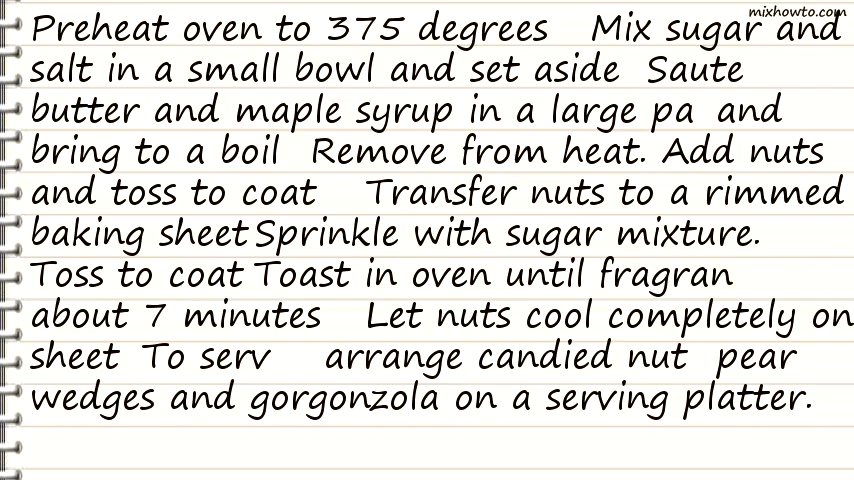 mixhowto.com
Preheat oven to 375 degrees Mix sugar and
salt in a small bowl and set aside Saute
butter and maple syrup in a large pa and
bring to a boil Remove from heat. Add nuts
and toss to coat Transfer nuts to a rimmed
baking sheet Sprinkle with sugar mixture.
Toss to coat Toast in oven until fragran
about 7 minutes Let nuts cool completely on
sheet To serv arrange candied nut pear
wedges and gorgonzola on a serving platter.